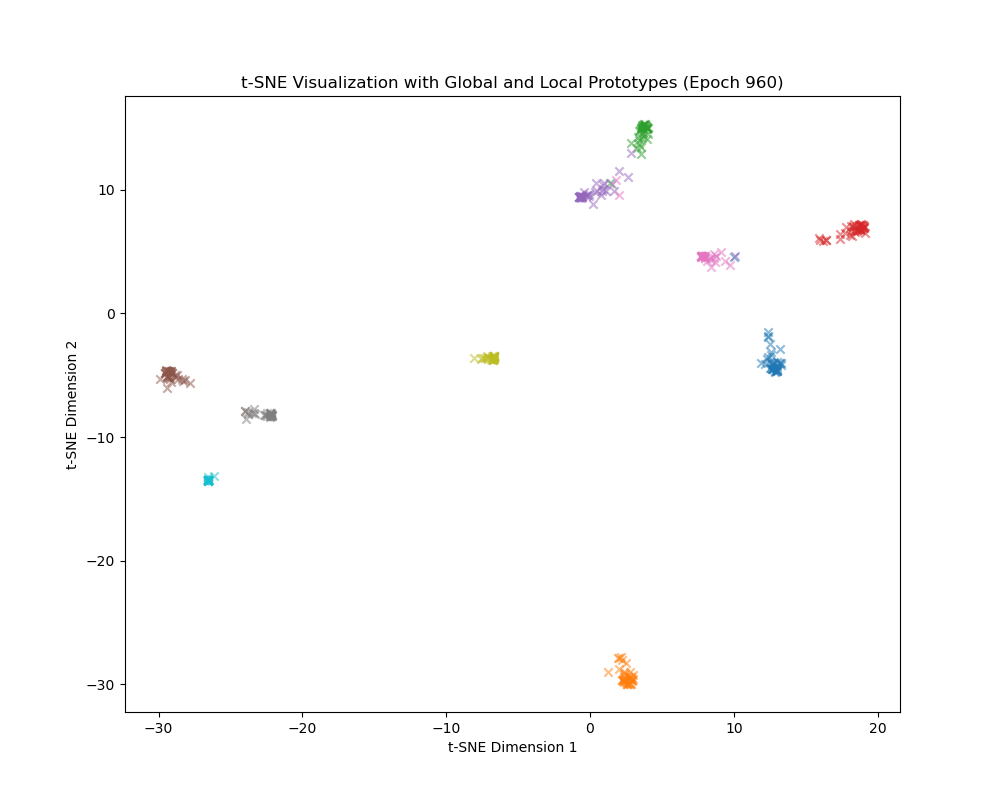 t-SNE Visualization with Global and Local Prototypes (Epoch 960)
10
0
−10
−20
−30
t-SNE Dimension 2
−30 −20 −10 0 10 20
t-SNE Dimension 1